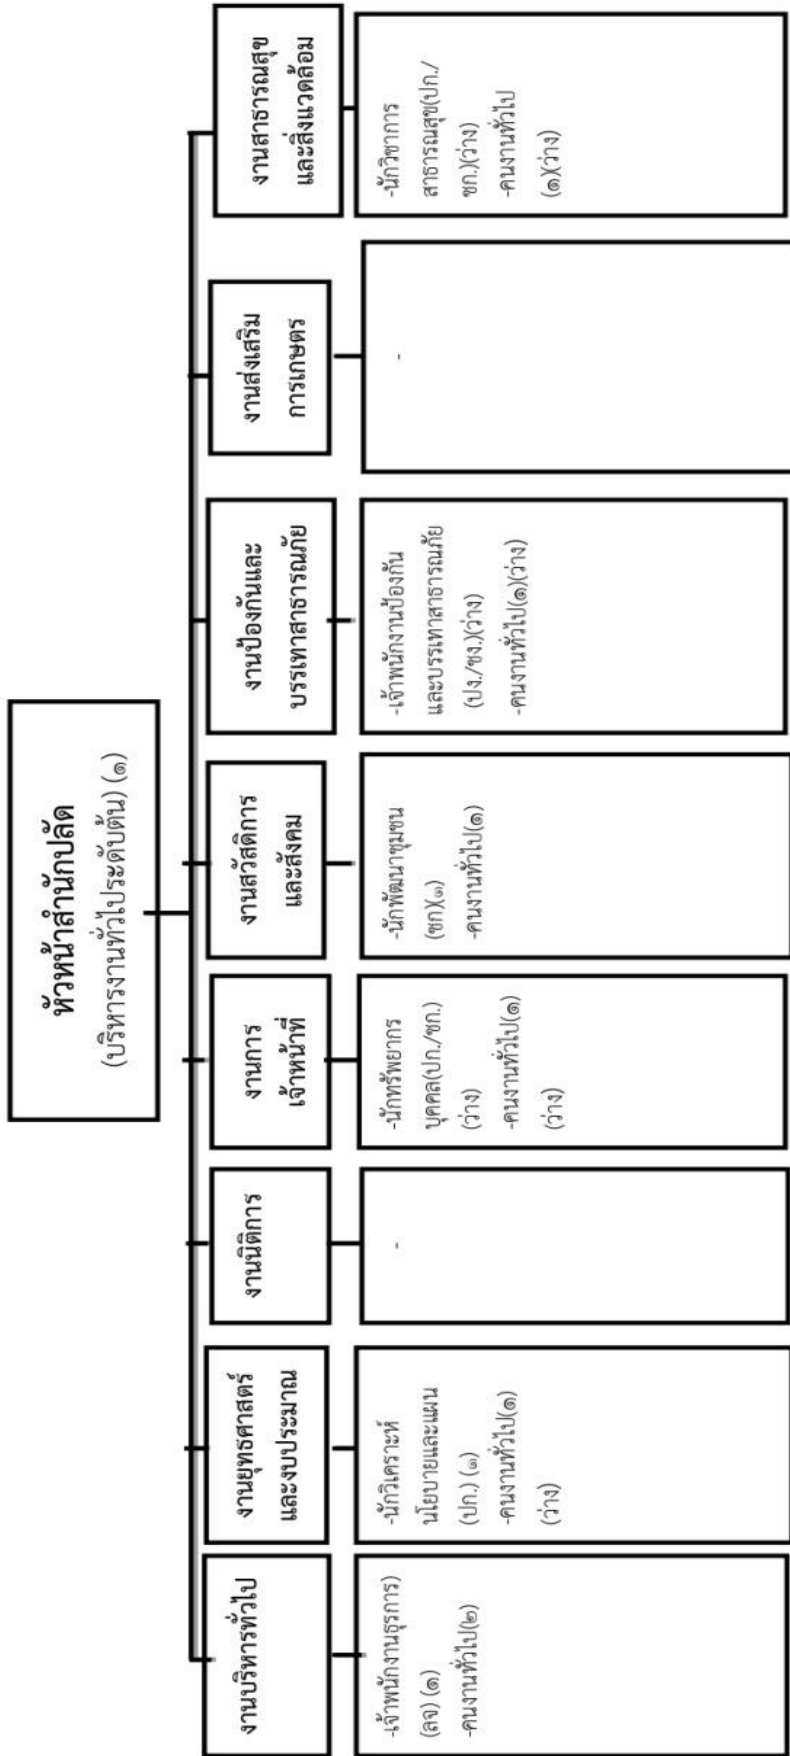 หัวหน้าสำนักปลัด
(บริหารงานทั่วไประดับต้น) (๑)
งานบริหารทั่วไป
-เจ้าพนักงานธุรการ)
(ลจ) (๑)
-คนงานทั่วไป(๒)
งานยุทธศาสตร์
และงบประมาณ
-นักวิเคราะห์
นโยบายและแผน
(ปก.) (๑)
-คนงานทั่วไป(๑)
(ว่าง)
งานนิติการ
-
งานการ
เจ้าหน้าที่
-นักทรัพยากร
บุคคล(ปก./ชก.)
(ว่าง)
-คนงานทั่วไป(๑)
(ว่าง)
งานสวัสดิการ
และสังคม
-นักพัฒนาชุมชน
(ชก)(๑)
-คนงานทั่วไป(๑)
งานป้องกันและ
บรรเทาสาธารณภัย
-เจ้าพนักงานป้องกัน
และบรรเทาสาธารณภัย
(ปง./ชง.)(ว่าง)
-คนงานทั่วไป(๑)(ว่าง)
งานส่งเสริม
การเกษตร
-
งานสาธารณสุข
และสิ่งแวดล้อม
-นักวิชาการ
สาธารณสุข(ปก./
ชก.)(ว่าง)
-คนงานทั่วไป
(๑)(ว่าง)